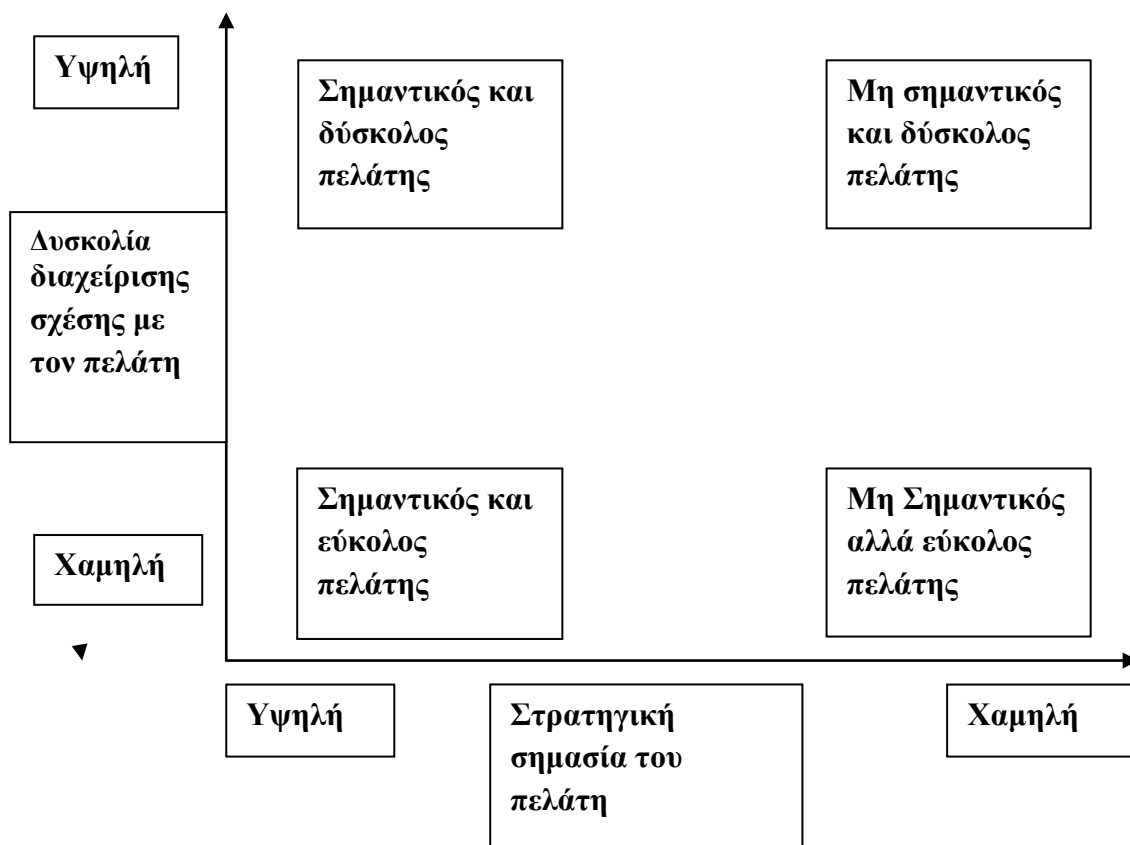 Υψηλή
Σημαντικός και
δύσκολος
πελάτης
Μη σημαντικός
και δύσκολος
πελάτης
Δυσκολία
διαχείρισης
σχέσης με
τον πελάτη
Σημαντικός και
εύκολος
πελάτης
Μη Σημαντικός
αλλά εύκολος
πελάτης
Χαμηλή
Υψηλή
Στρατηγική
σημασία του
πελάτη
Χαμηλή